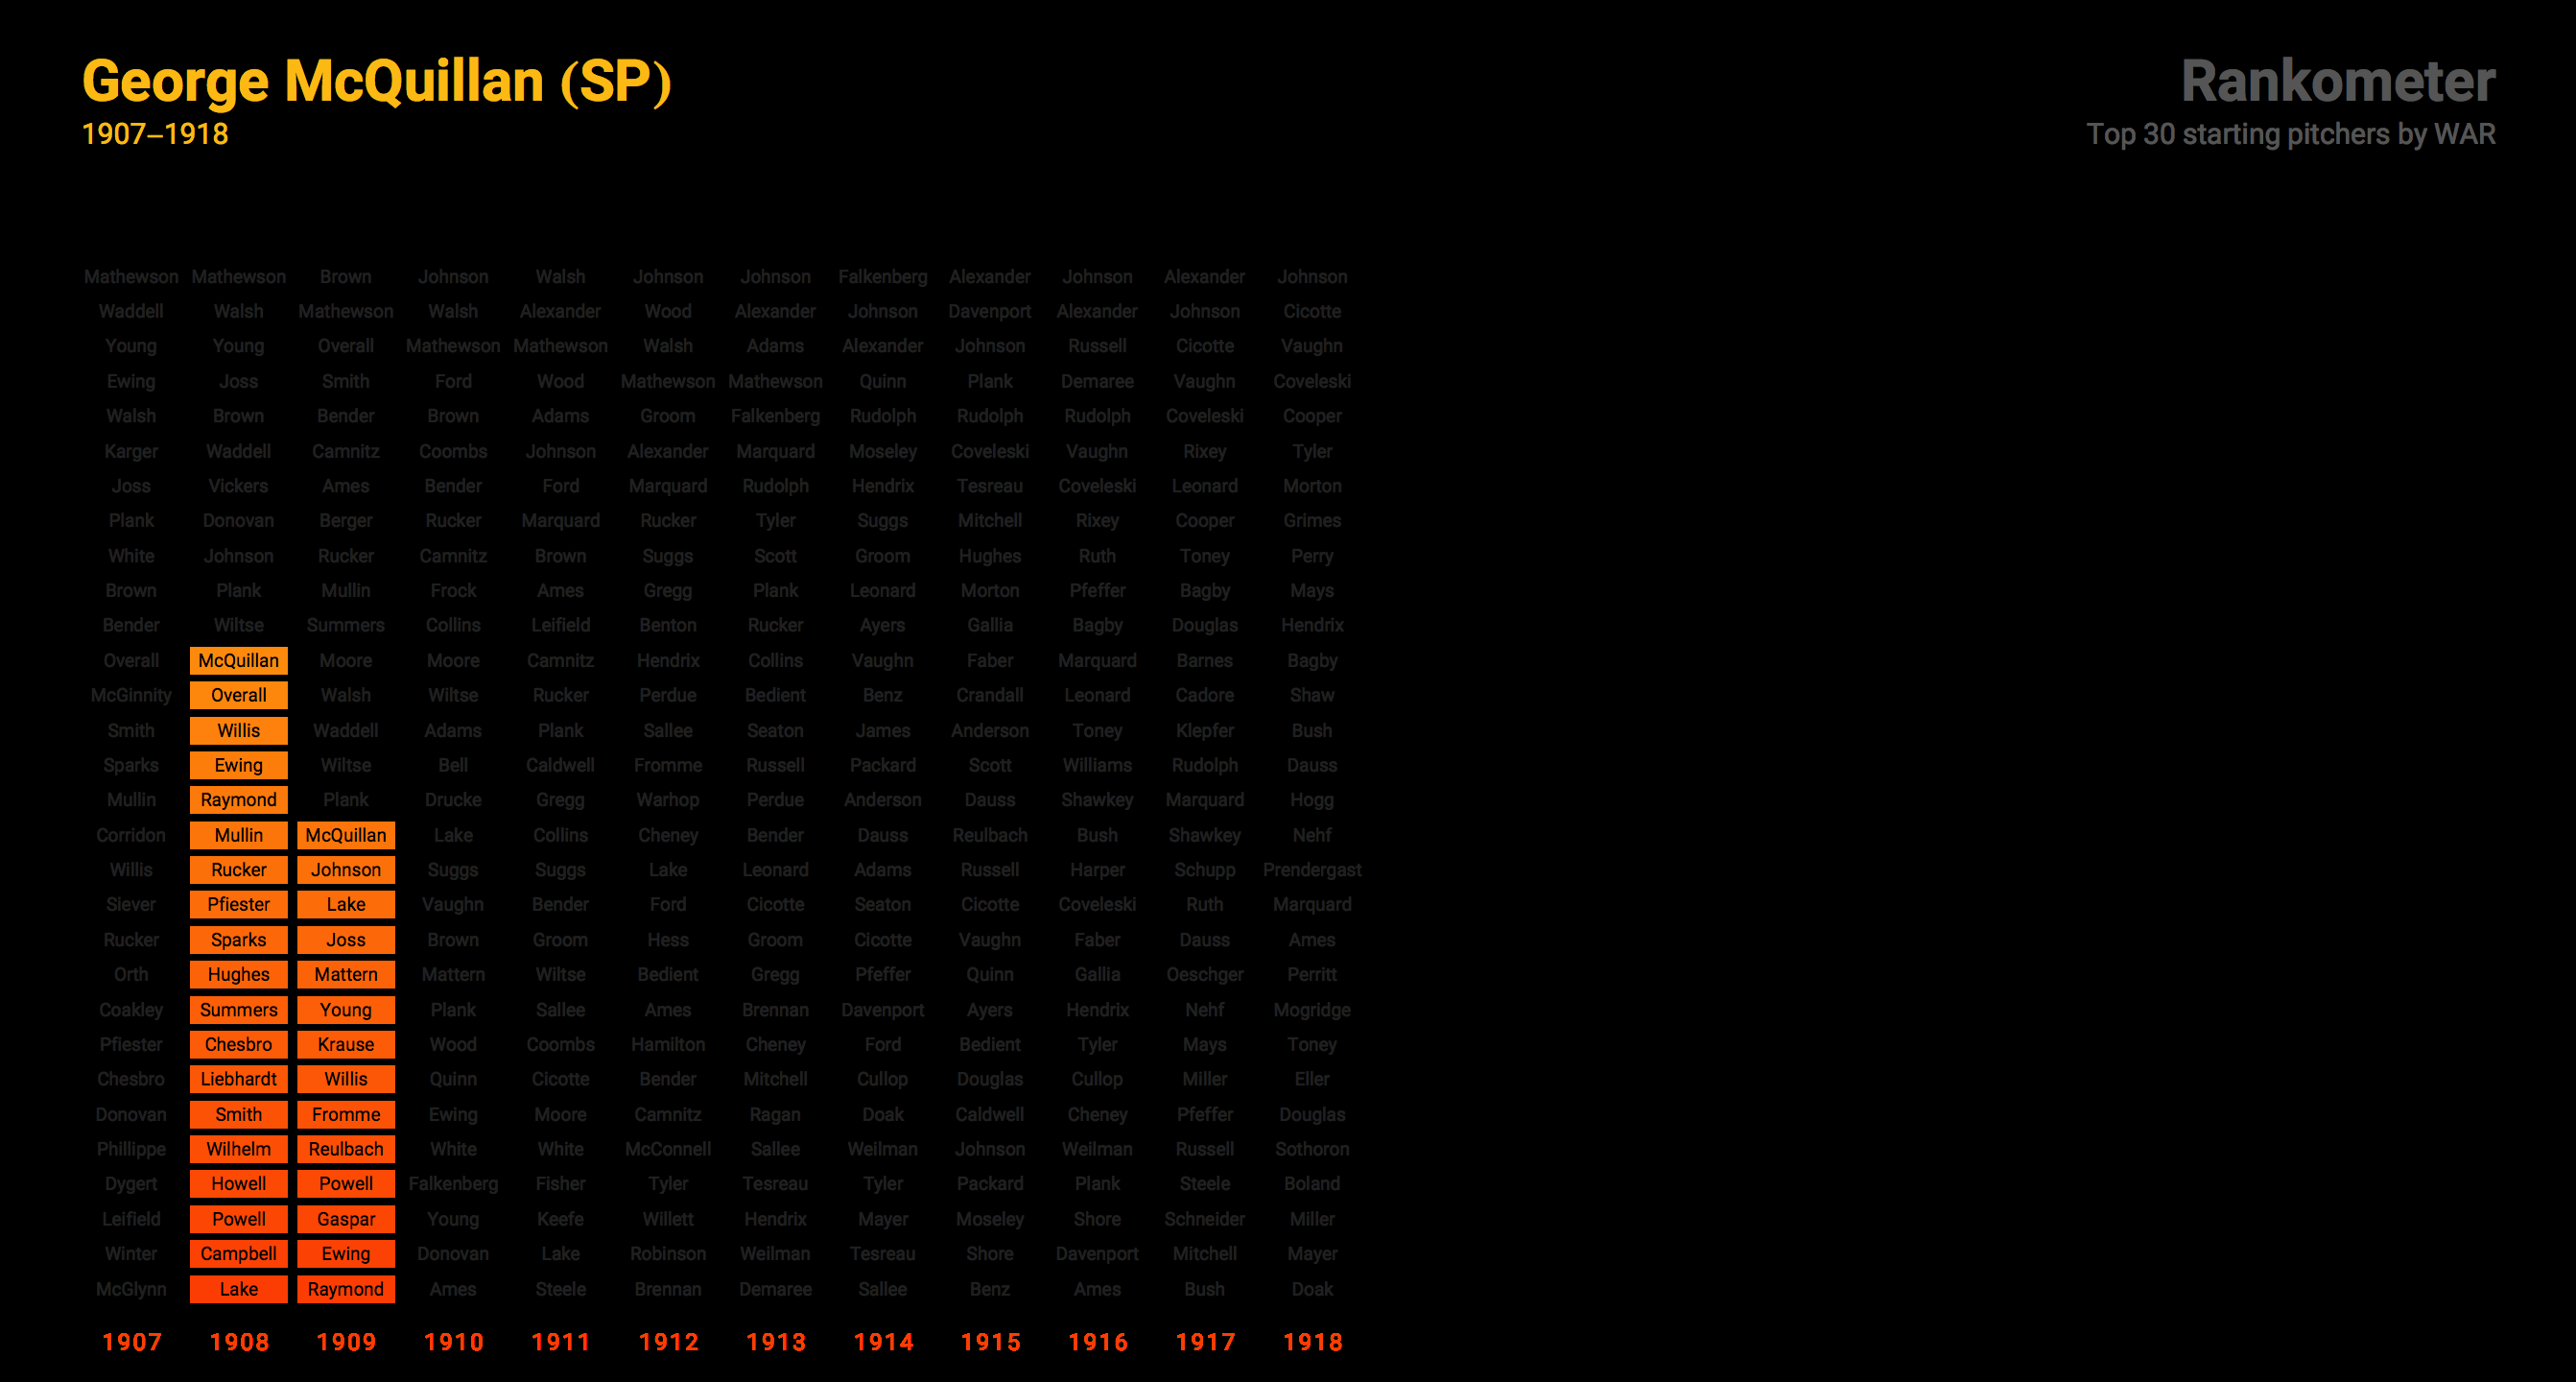 George McQuillan (SP)
Rankometer
1907–1918
Top 30 starting pitchers by WAR
Mathewson Mathewson Brown Johnson Walsh Johnson Johnson Falkenberg Alexander Johnson Alexander Johnson
Waddell Walsh Mathewson Walsh Alexander Wood Alexander Johnson Davenport Alexander Johnson Cicotte
Young Young Overall Mathewson Mathewson Walsh Adams Alexander Johnson Russell Cicotte Vaughn
Ewing Joss Smith Ford Wood Mathewson Mathewson Quinn Plank Demaree Vaughn Coveleski
Walsh Brown Bender Brown Adams Groom Falkenberg Rudolph Rudolph Rudolph Coveleski Cooper
Karger Waddell Camnitz Coombs Johnson Alexander Marquard Moseley Coveleski Vaughn Rixey Tyler
Joss Vickers Ames Bender Ford Marquard Rudolph Hendrix Tesreau Coveleski Leonard Morton
Plank Donovan Berger Rucker Marquard Rucker Tyler Suggs Mitchell Rixey Cooper Grimes
White Johnson Rucker Camnitz Brown Suggs Scott Groom Hughes Ruth Toney Perry
Brown Plank Mullin Frock Ames Gregg Plank Leonard Morton Pfeffer Bagby Mays
Bender Wiltse Summers Collins Leifield Benton Rucker Ayers Gallia Bagby Douglas Hendrix
Overall McQuillan Moore Moore Camnitz Hendrix Collins Vaughn Faber Marquard Barnes Bagby
McGinnity Overall Walsh Wiltse Rucker Perdue Bedient Benz Crandall Leonard Cadore Shaw
Smith Willis Waddell Adams Plank Sallee Seaton James Anderson Toney Klepfer Bush
Sparks Ewing Wiltse Bell Caldwell Fromme Russell Packard Scott Williams Rudolph Dauss
Mullin Raymond Plank Drucke Gregg Warhop Perdue Anderson Dauss Shawkey Marquard Hogg
Corridon Mullin McQuillan Lake Collins Cheney Bender Dauss Reulbach Bush Shawkey Nehf
Willis Rucker Johnson Suggs Suggs Lake Leonard Adams Russell Harper Schupp Prendergast
Siever Pfiester Lake Vaughn Bender Ford Cicotte Seaton Cicotte Coveleski Ruth Marquard
Rucker Sparks Joss Brown Groom Hess Groom Cicotte Vaughn Faber Dauss Ames
Orth Hughes Mattern Mattern Wiltse Bedient Gregg Pfeffer Quinn Gallia Oeschger Perritt
Coakley Summers Young Plank Sallee Ames Brennan Davenport Ayers Hendrix Nehf Mogridge
Pfiester Chesbro Krause Wood Coombs Hamilton Cheney Ford Bedient Tyler Mays Toney
Chesbro Liebhardt Willis Quinn Cicotte Bender Mitchell Cullop Douglas Cullop Miller Eller
Donovan Smith Fromme Ewing Moore Camnitz Ragan Doak Caldwell Cheney Pfeffer Douglas
Phillippe Wilhelm Reulbach White White McConnell Sallee Weilman Johnson Weilman Russell Sothoron
Dygert Howell Powell Falkenberg Fisher Tyler Tesreau Tyler Packard Plank Steele Boland
Leifield Powell Gaspar Young Keefe Willett Hendrix Mayer Moseley Shore Schneider Miller
Winter Campbell Ewing Donovan Lake Robinson Weilman Tesreau Shore Davenport Mitchell Mayer
McGlynn Lake Raymond Ames Steele Brennan Demaree Sallee Benz Ames Bush Doak
1907 1908 1909 1910 1911 1912 1913 1914 1915 1916 1917 1918